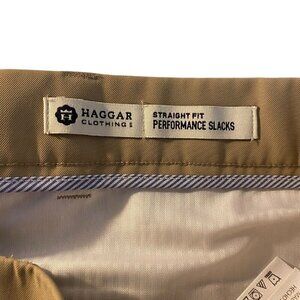 H
HAGGAR
CLOTHING
STRAIGHT FIT
PERFORMANCE SLACKS